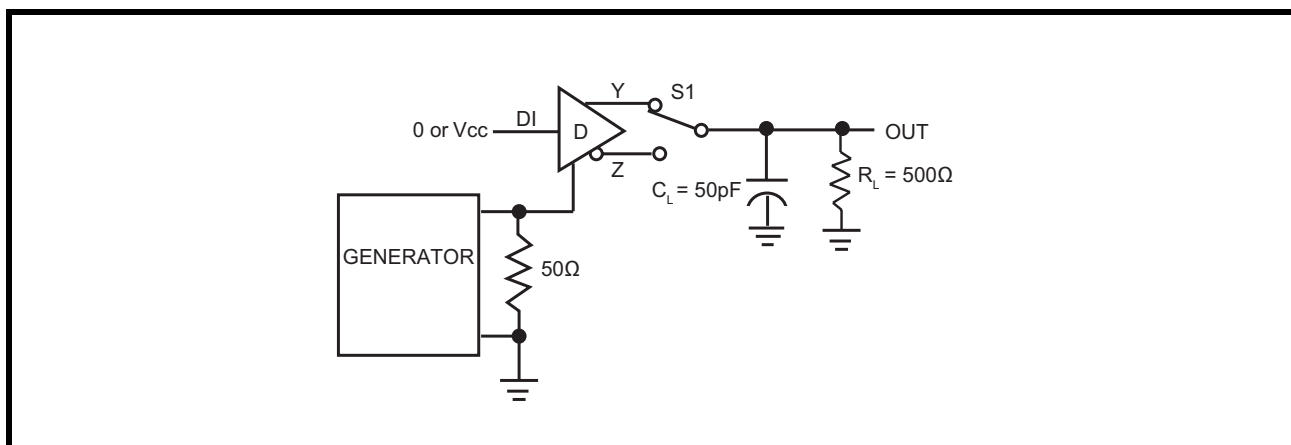 Y
S1
DI
0 or Vcc
D
OUT
Z
C_L = 50pF
R_L = 500Ω
GENERATOR
50Ω